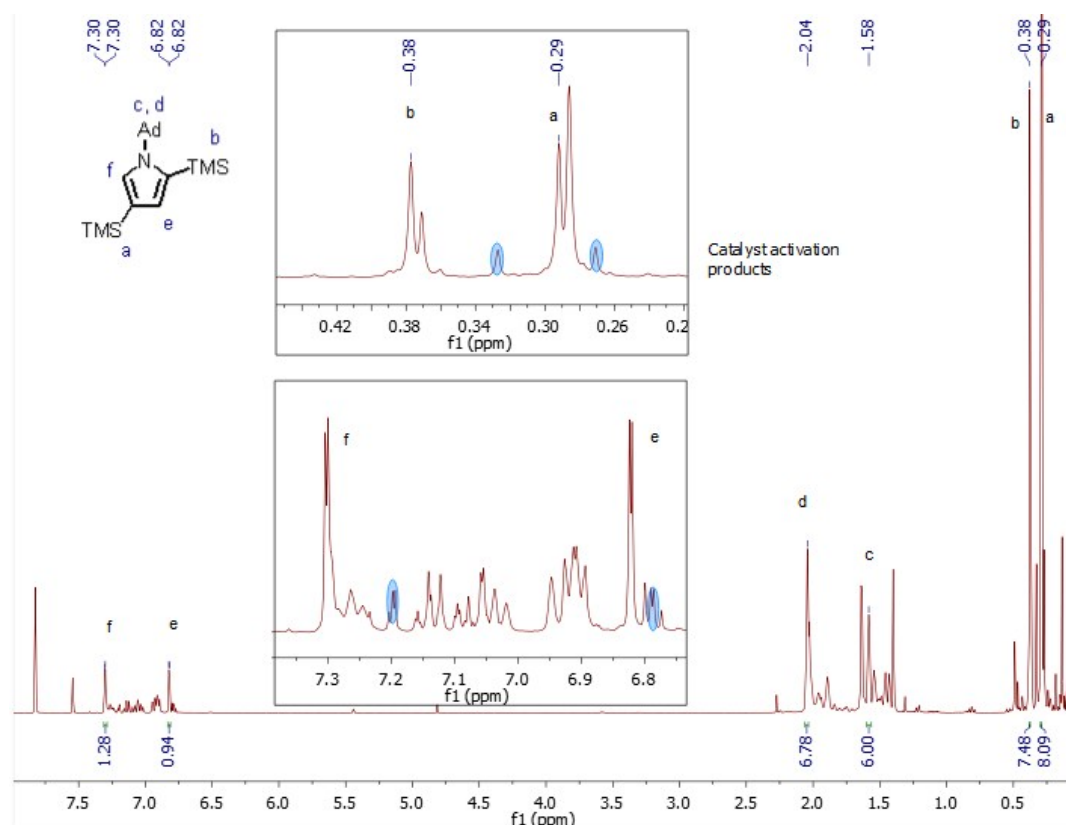 7.30
7.30
6.82
6.82
2.04
1.58
0.38
0.29
c, d
Ad
N
f
b
TMS
TMS
e
a
0.38
0.29
b
a
0.42 0.38 0.34 0.30 0.26 0.2
f1 (ppm)
Catalyst activation
products
f
e
7.3 7.2 7.1 7.0 6.9 6.8
f1 (ppm)
b
a
d
c
f
e
1.28
0.94
6.78
6.00
7.48
8.09
7.5 7.0 6.5 6.0 5.5 5.0 4.5 4.0 3.5 3.0 2.5 2.0 1.5 1.0 0.5
f1 (ppm)